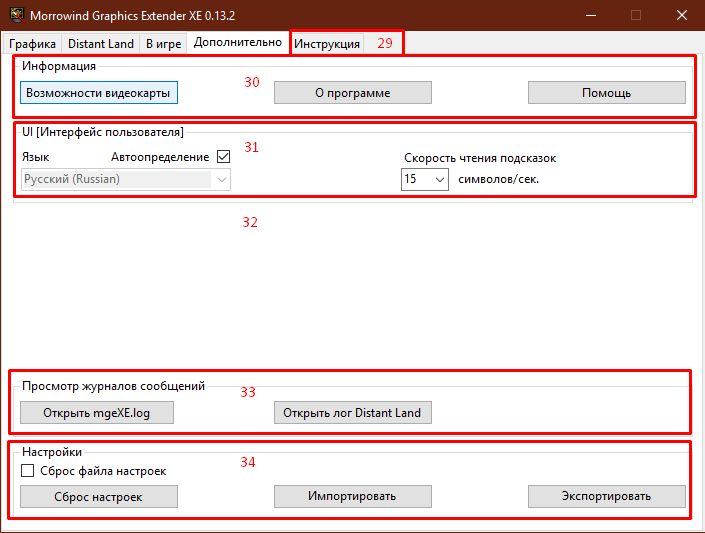 Morrowind Graphics Extender XE 0.13.2
Графика Distant Land В игре Дополнительно Инструкция 29
Информация
30
Возможности видеокарты О программе Помощь
UI [Интерфейс пользователя]
31
Язык Автоопределение Скорость чтения подсказок
Русский (Russian) 15 символов/сек.
32
Просмотр журналов сообщений
33
Открыть mgeXE.log Открыть лог Distant Land
Настройки
34
Сброс файла настроек
Сброс настроек Импортировать Экспортировать